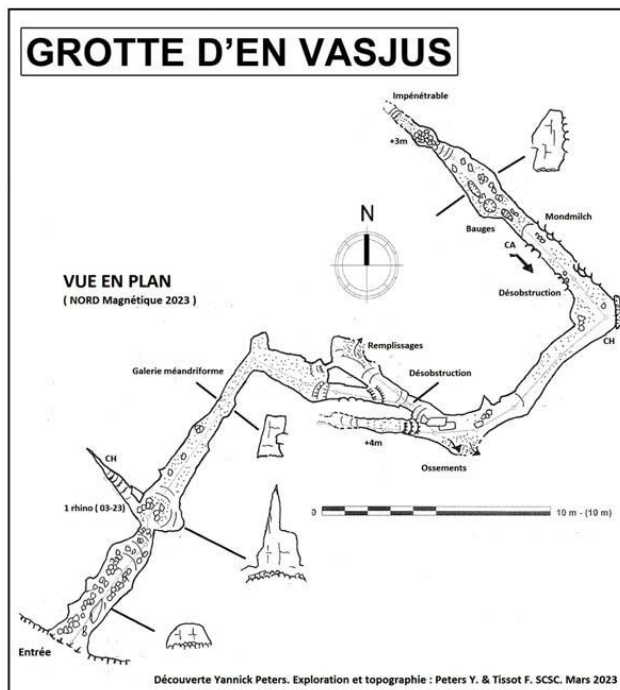 GROTTE D'EN VASJUS
Impénétrable
+3m
Mondmilch
Bauges
CA
N
VUE EN PLAN
( NORD Magnétique 2023 )
Désobstruction
CH
Remplissages
Galerie méandriforme
Désobstruction
+4m
Ossements
CH
1 rhino ( 03-23)
0
10 m - (10 m)
Entrée
Découverte Yannick Peters. Exploration et topographie : Peters Y. & Tissot F. SCSC. Mars 2023